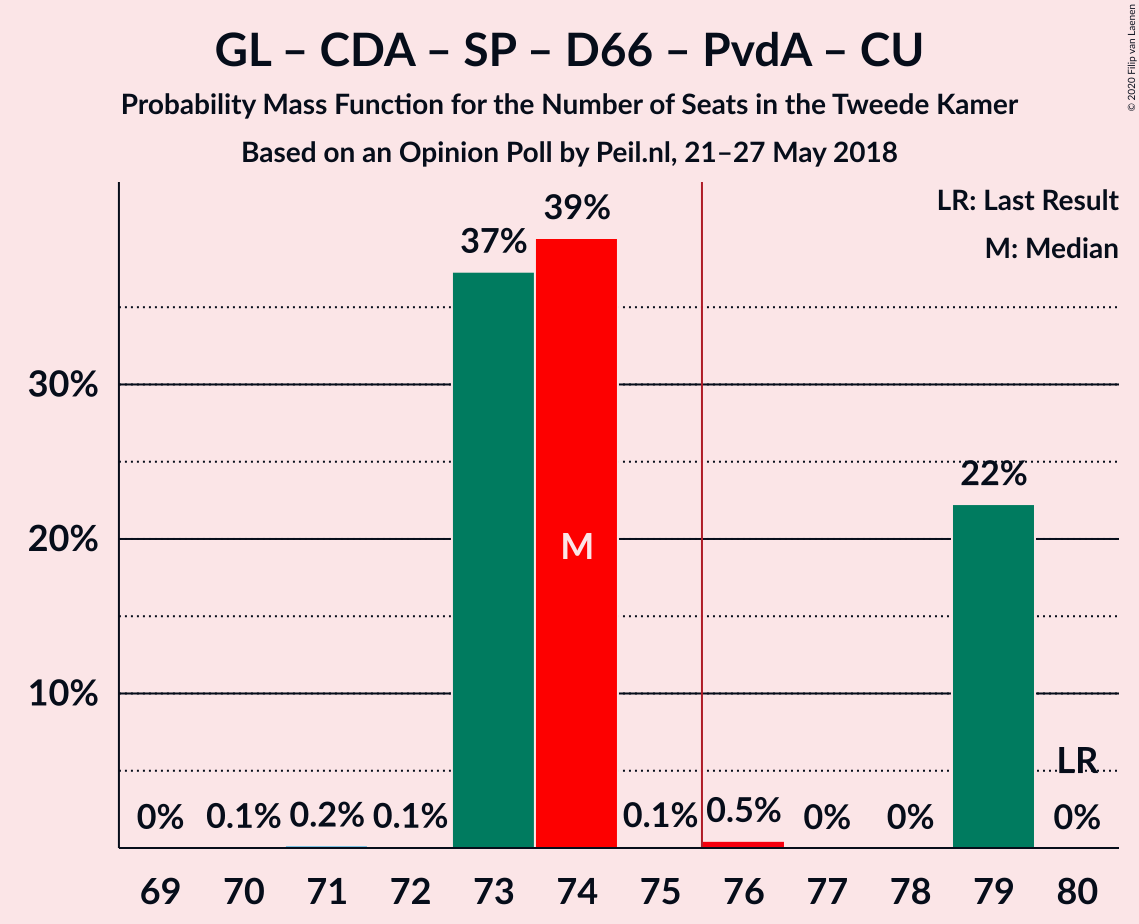 GL – CDA – SP – D66 – PvdA – CU
Probability Mass Function for the Number of Seats in the Tweede Kamer
Based on an Opinion Poll by Peil.nl, 21–27 May 2018
© 2020 Filip van Laenen
LR: Last Result
M: Median
30%
20%
10%
0% 0.1% 0.2% 0.1% 37% 39% 0.1% 0.5% 0% 0% 22% 0%
M
LR
69 70 71 72 73 74 75 76 77 78 79 80